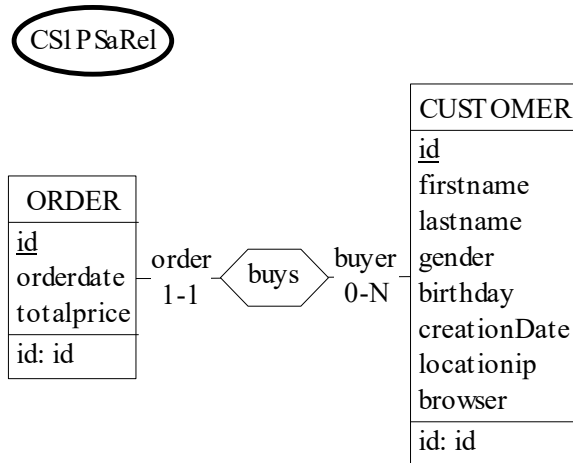 CS1PSaRel
ORDER
id
orderdate
totalprice
id: id
order
1-1
buys
buyer
0-N
CUSTOMER
id
firstname
lastname
gender
birthday
creationDate
locationip
browser
id: id